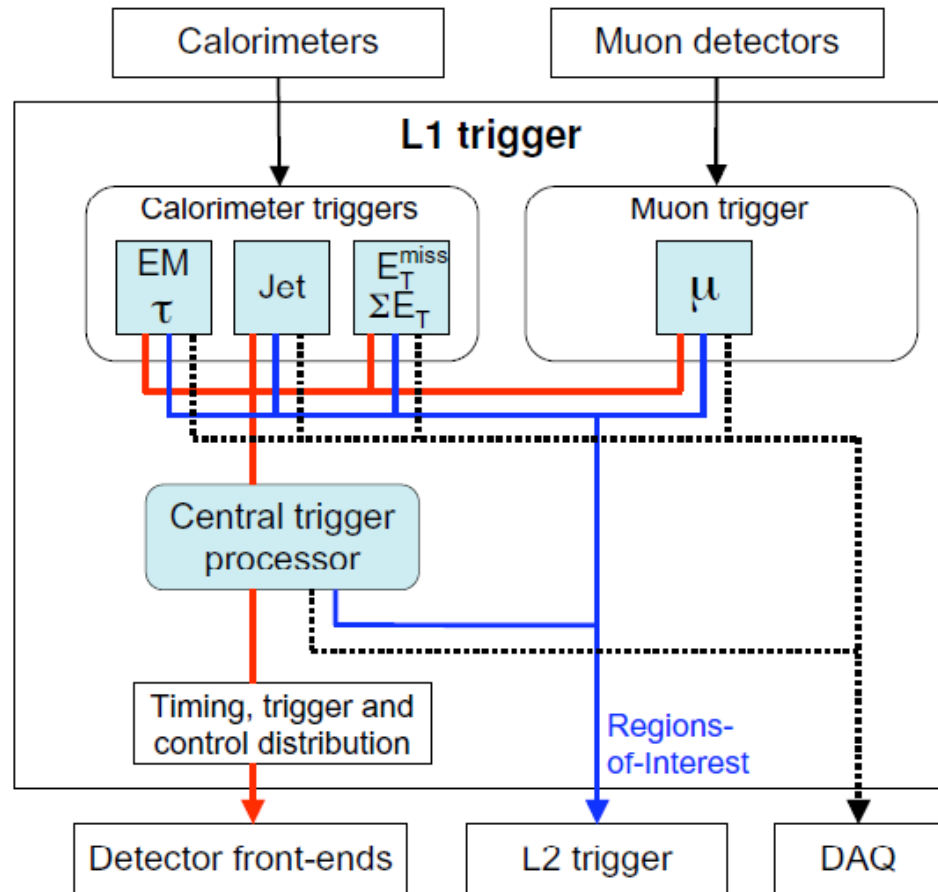 Calorimeters
Muon detectors
L1 trigger
Calorimeter triggers
Muon trigger
EM
τ
Jet
E_T^miss
ΣE_T
μ
Central trigger
processor
Timing, trigger and
control distribution
Regions-
of-Interest
Detector front-ends
L2 trigger
DAQ